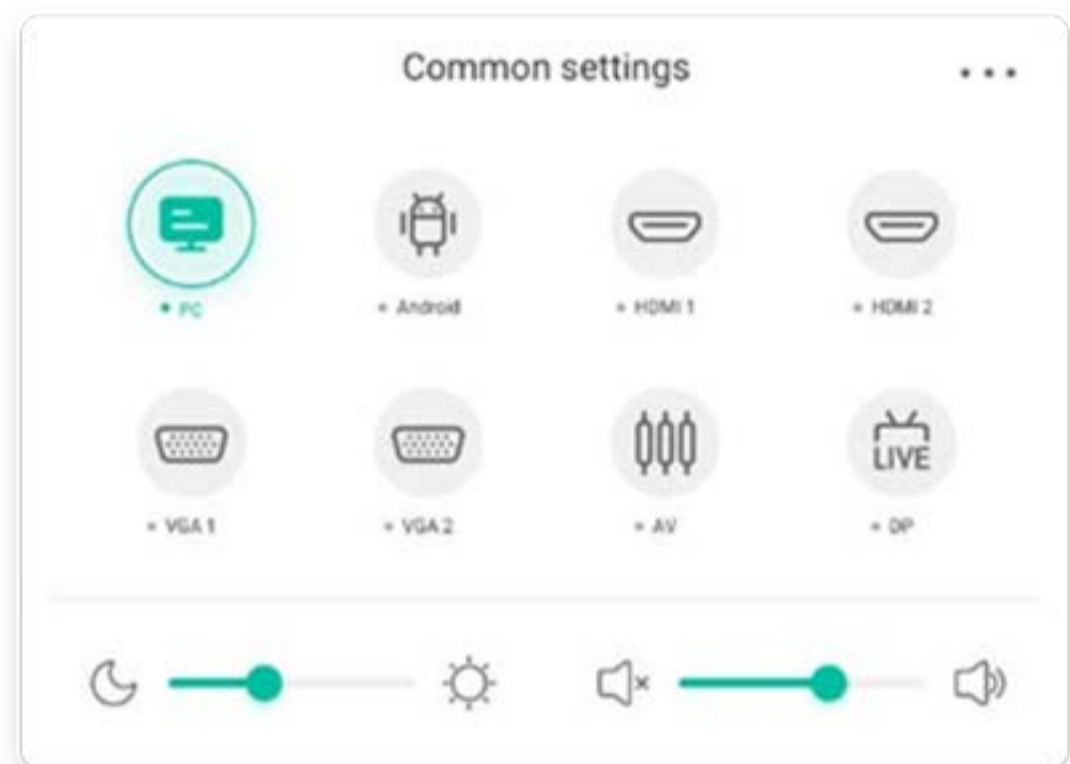 Common settings
PC
Android
HDMI 1
HDMI 2
VGA 1
VGA 2
AV
LIVE
DP